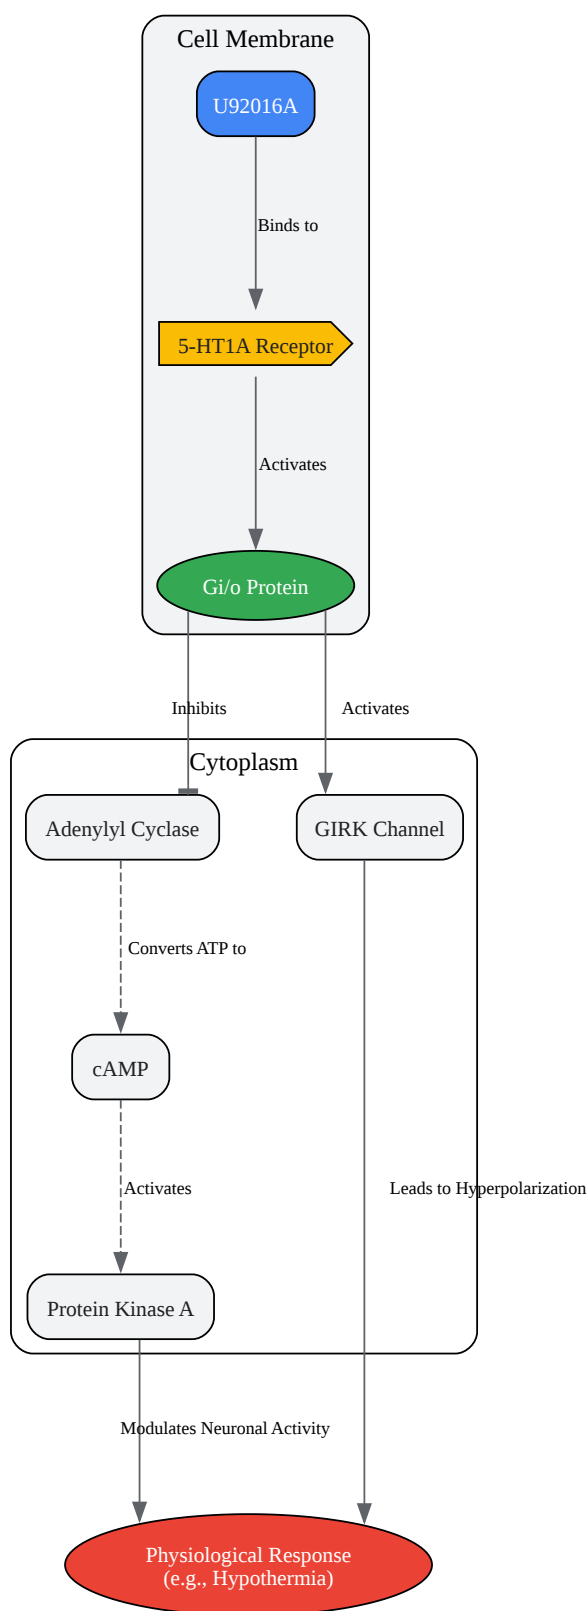 Cell Membrane
U92016A
Binds to
5-HT1A Receptor
Activates
Gi/o Protein
Inhibits
Activates
Cytoplasm
Adenylyl Cyclase
GIRK Channel
Converts ATP to
cAMP
Activates
Leads to Hyperpolarization
Protein Kinase A
Modulates Neuronal Activity
Physiological Response
(e.g., Hypothermia)